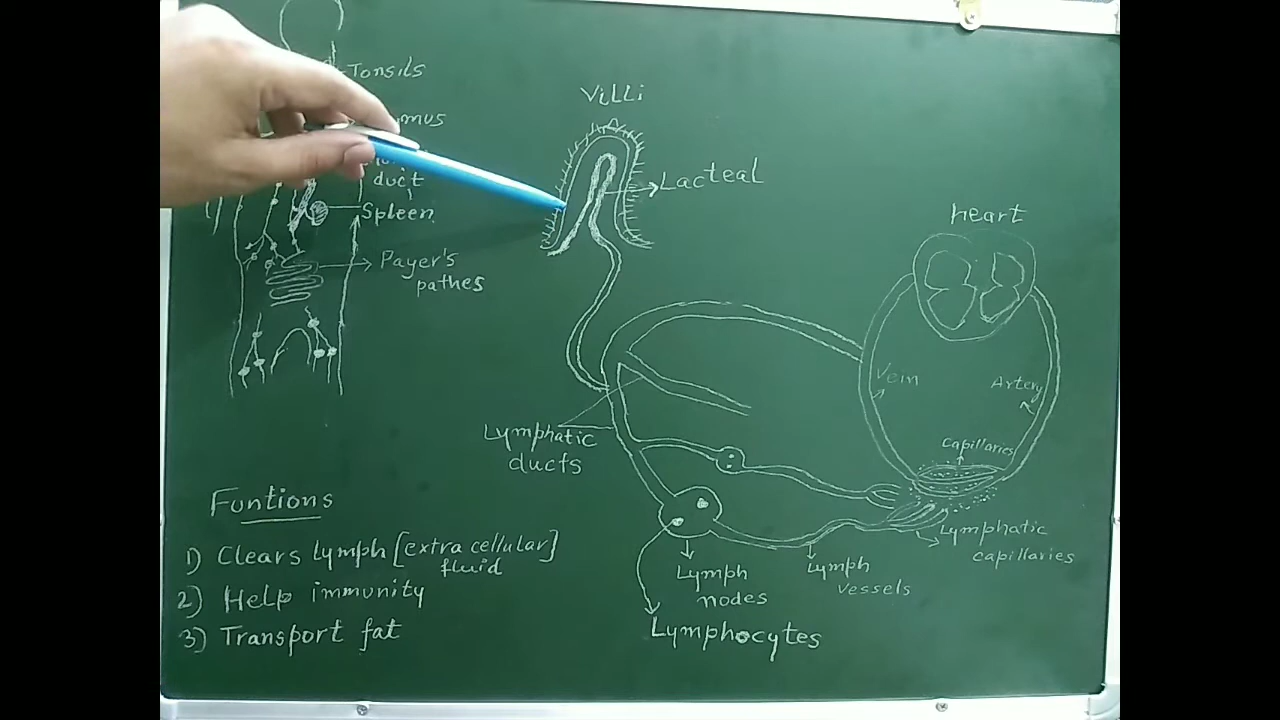 Tonsils
duct
Spleen
Payer's
pathes
Villi
Lacteal
heart
Vein
Artery
Capillaries
Lymphatic
capillaries
Lymphatic
ducts
Lymph
nodes
Lymph
vessels
Lymphocytes
Funtions
1) Clears lymph [extra cellular]
fluid
2) Help immunity
3) Transport fat